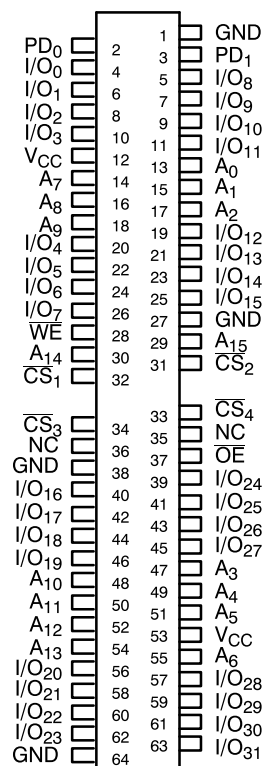 1 GND
PD0 2
3 PD1
I/O0 4
5 I/O8
I/O1 6
7 I/O9
I/O2 8
9 I/O10
I/O3 10
11 I/O11
VCC 12
13 A0
A7 14
15 A1
A8 16
17 A2
A9 18
19 I/O12
I/O4 20
21 I/O13
I/O5 22
23 I/O14
I/O6 24
25 I/O15
I/O7 26
27 GND
W̅E̅ 28
29 A15
A14 30
31 C̅S̅2
C̅S̅1 32
33 C̅S̅4
C̅S̅3 34
35 NC
NC 36
37 O̅E̅
GND 38
39 I/O24
I/O16 40
41 I/O25
I/O17 42
43 I/O26
I/O18 44
45 I/O27
I/O19 46
47 A3
A10 48
49 A4
A11 50
51 A5
A12 52
53 VCC
A13 54
55 A6
I/O20 56
57 I/O28
I/O21 58
59 I/O29
I/O22 60
61 I/O30
I/O23 62
63 I/O31
GND 64